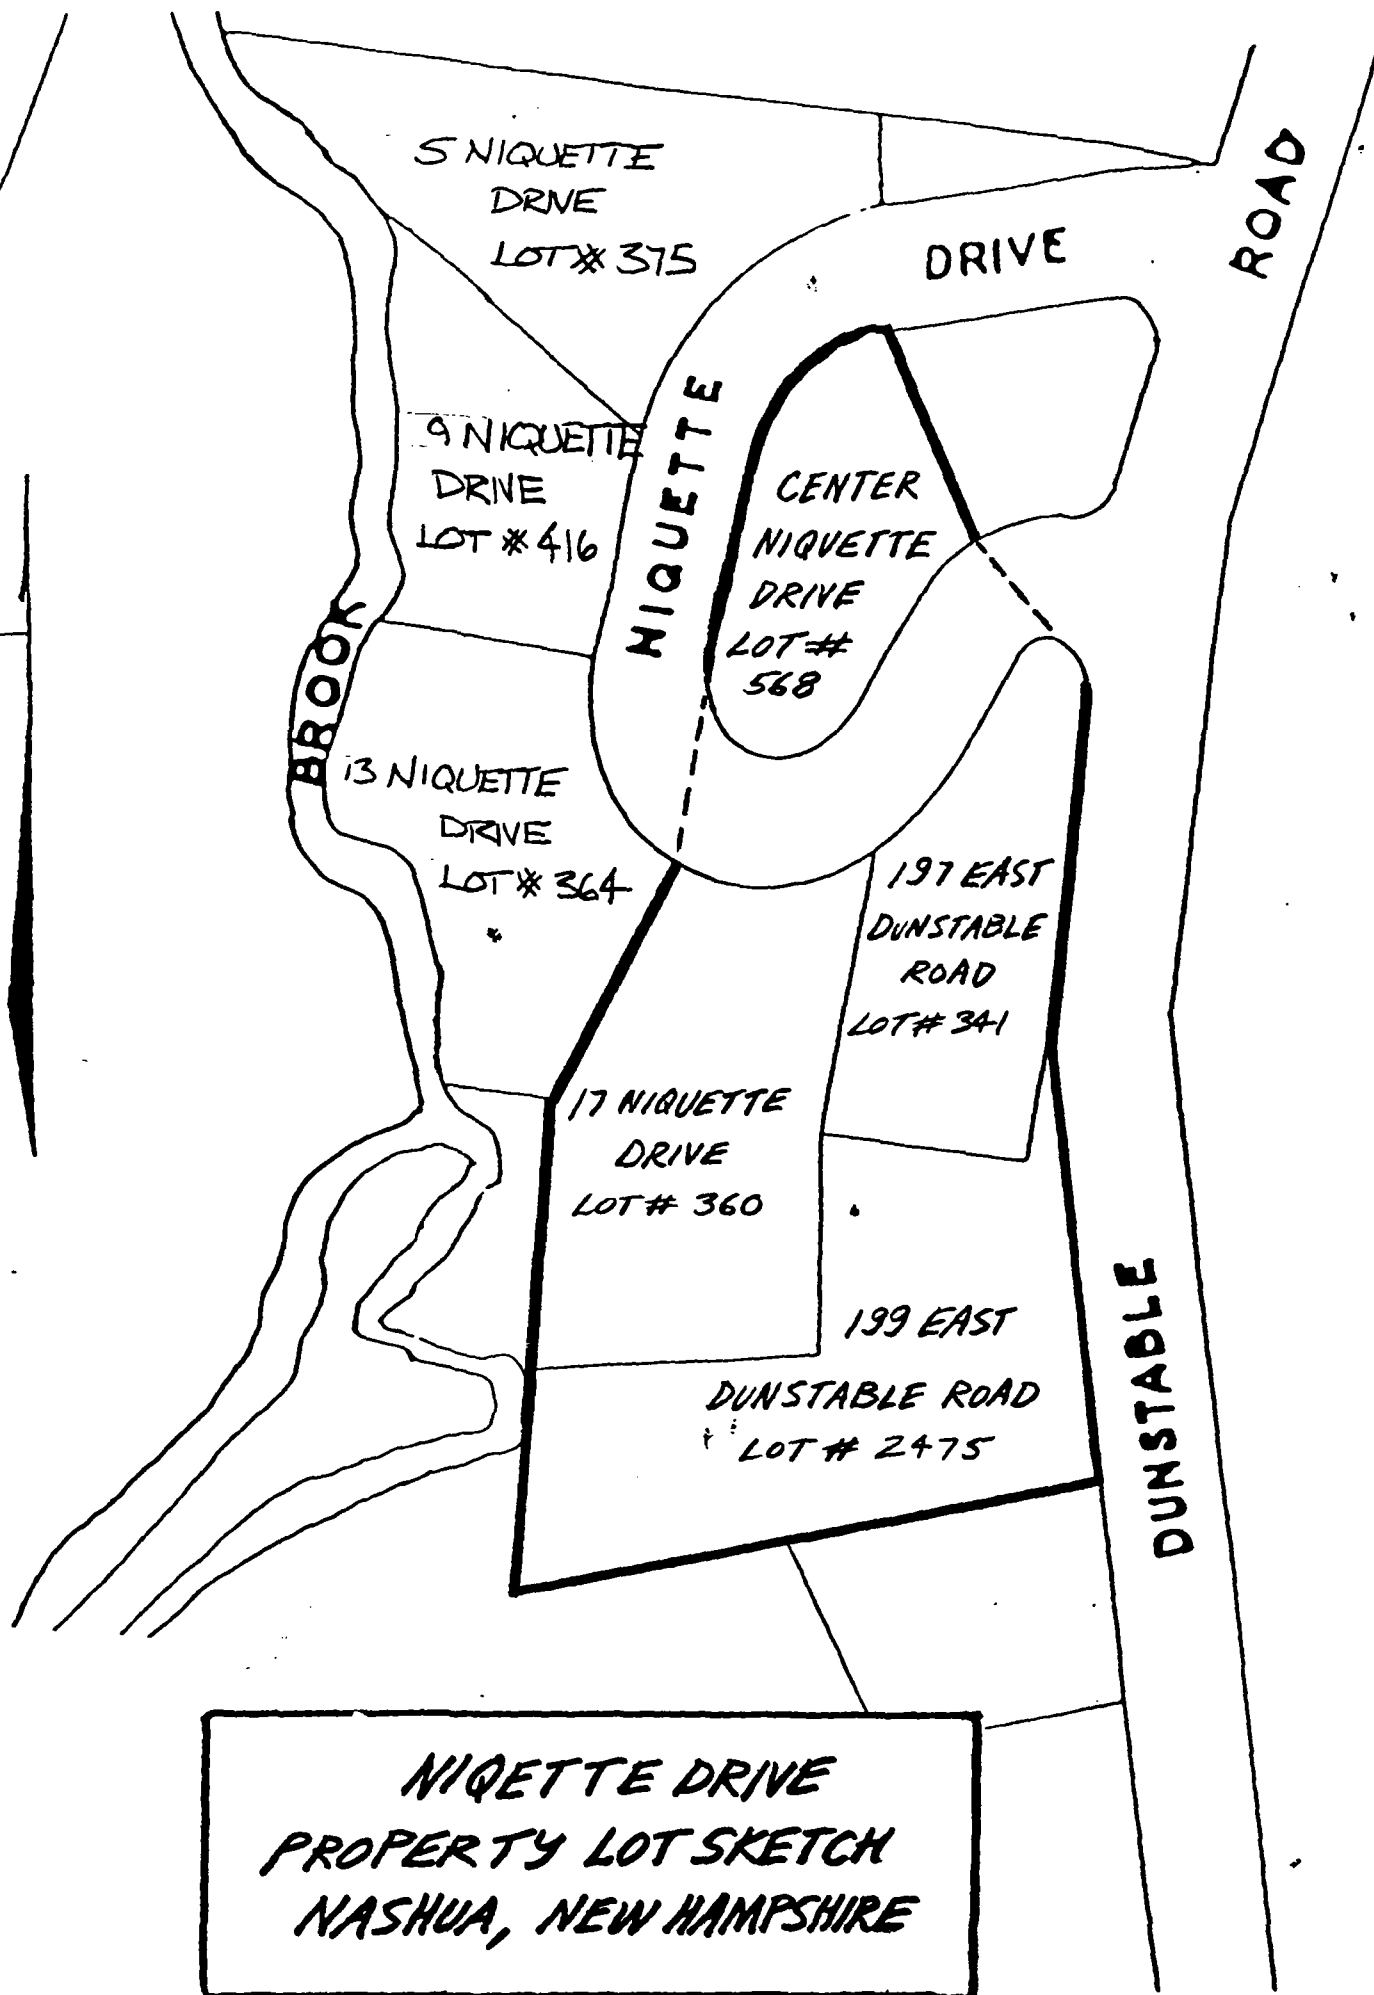 5 NIQUETTE
DRIVE
LOT # 375
DRIVE
ROAD
9 NIQUETTE
DRIVE
LOT # 416
NIQUETTE
CENTER
NIQUETTE
DRIVE
LOT #
568
BROOK
13 NIQUETTE
DRIVE
LOT # 364
197 EAST
DUNSTABLE
ROAD
LOT # 341
17 NIQUETTE
DRIVE
LOT # 360
199 EAST
DUNSTABLE ROAD
LOT # 2475
DUNSTABLE
NIQETTE DRIVE
PROPERTY LOT SKETCH
NASHUA, NEW HAMPSHIRE